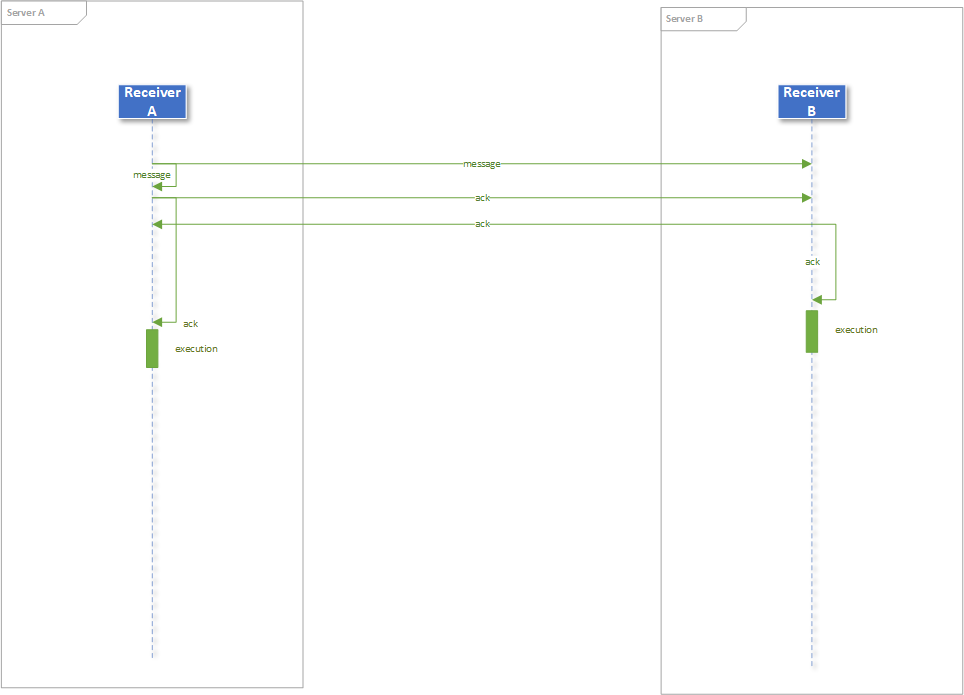 Server A
Server B
Receiver
A
Receiver
B
message
message
ack
ack
ack
ack
execution
execution